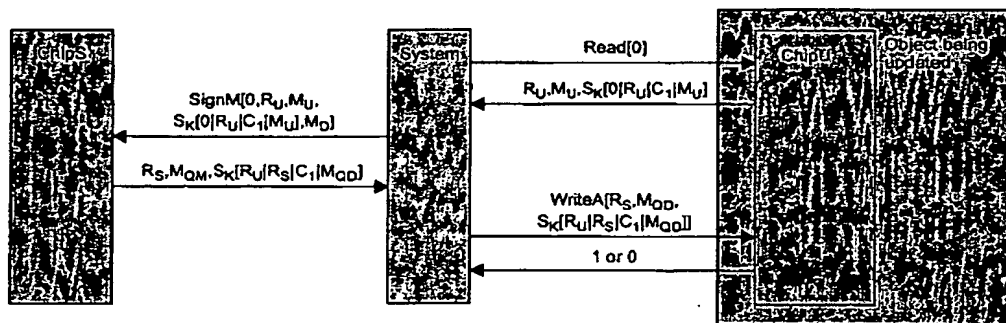 ChipS
System
ChipU
Object being
updated
Read[0]
R_U,M_U,S_K[0|R_U|C_1|M_U]
SignM[0,R_U,M_U,
S_K[0|R_U|C_1|M_U],M_D]
R_S,M_QM,S_K[R_U|R_S|C_1|M_QD]
WriteA[R_S,M_QD,
S_K[R_U|R_S|C_1|M_QD]]
1 or 0